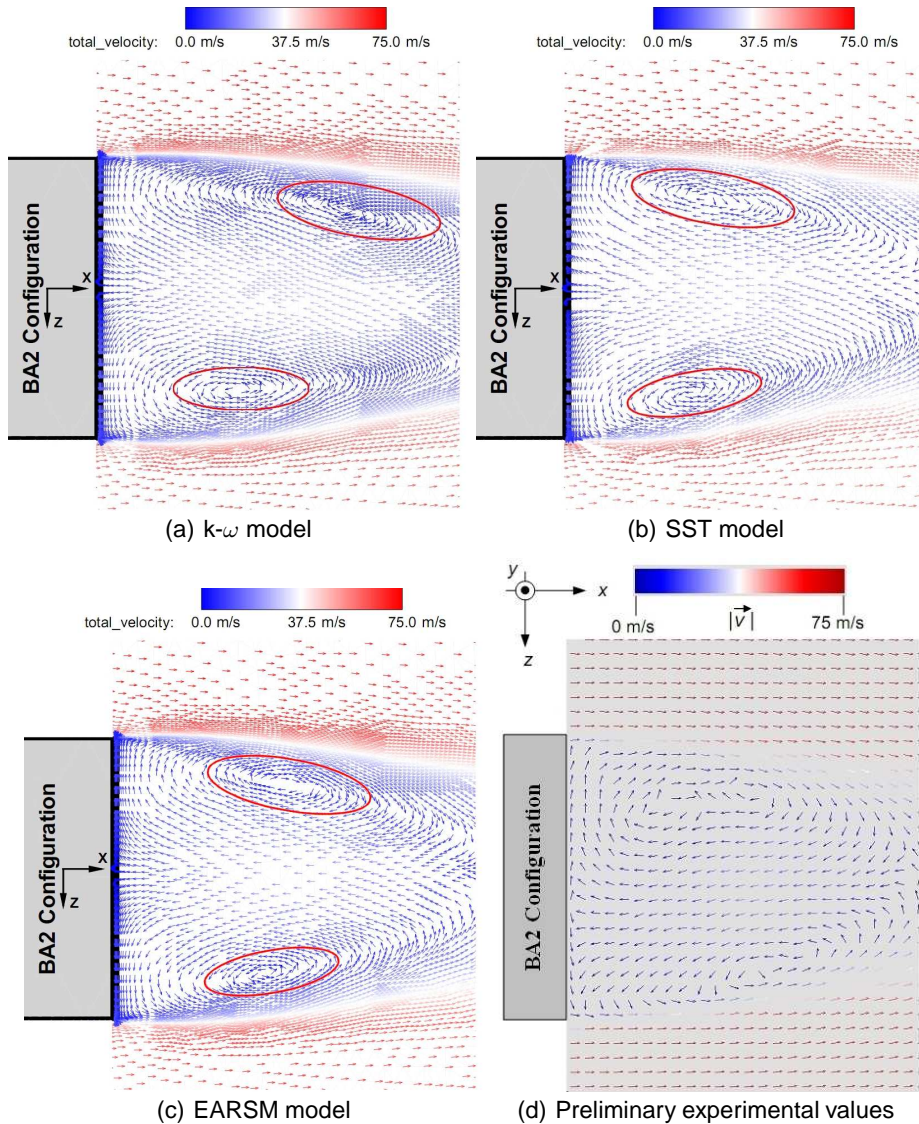 total_velocity: 0.0 m/s 37.5 m/s 75.0 m/s
BA2 Configuration
x
z
(a) k-ω model
total_velocity: 0.0 m/s 37.5 m/s 75.0 m/s
BA2 Configuration
x
z
(b) SST model
total_velocity: 0.0 m/s 37.5 m/s 75.0 m/s
BA2 Configuration
x
z
(c) EARSM model
y
x
z
0 m/s |v⃗| 75 m/s
BA2 Configuration
(d) Preliminary experimental values